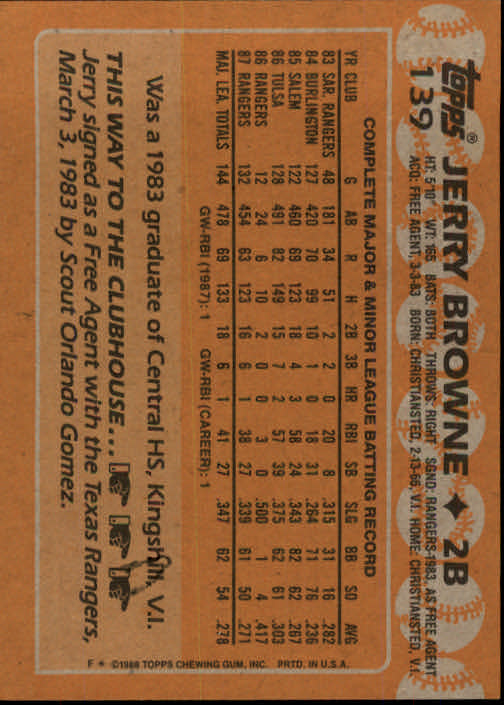 topps® JERRY BROWNE ✦ 2B
139 HT: 5'10" WT: 165 BATS: BOTH THROWS: RIGHT SGND: RANGERS-1983, AS FREE AGENT
ACQ: FREE AGENT, 3-3-83 BORN: CHRISTIANSTED, 2-13-66, V.I. HOME: CHRISTIANSTED, V.I.
COMPLETE MAJOR & MINOR LEAGUE BATTING RECORD
YR CLUB G AB R H 2B 3B HR RBI SB SLG BB SO AVG
83 SAR. RANGERS 48 181 34 51 2 2 0 20 8 .315 31 16 .282
84 BURLINGTON 127 420 70 99 10 1 0 18 31 .264 71 76 .236
85 SALEM 122 460 69 123 18 4 3 58 24 .343 82 62 .267
86 TULSA 128 491 82 149 15 7 2 57 39 .375 62 61 .303
86 RANGERS 12 24 6 10 2 0 0 3 0 .500 1 4 .417
87 RANGERS 132 454 63 123 16 6 1 38 27 .339 61 50 .271
MAJ. LEA. TOTALS 144 478 69 133 18 6 1 41 27 .347 62 54 .278
GW-RBI (1987): 1 GW-RBI (CAREER): 1
Was a 1983 graduate of Central HS, Kingshill, V.I.
THIS WAY TO THE CLUBHOUSE...
Jerry signed as a Free Agent with the Texas Rangers,
March 3, 1983 by Scout Orlando Gomez.
F * ©1988 TOPPS CHEWING GUM, INC. PRTD. IN U.S.A.